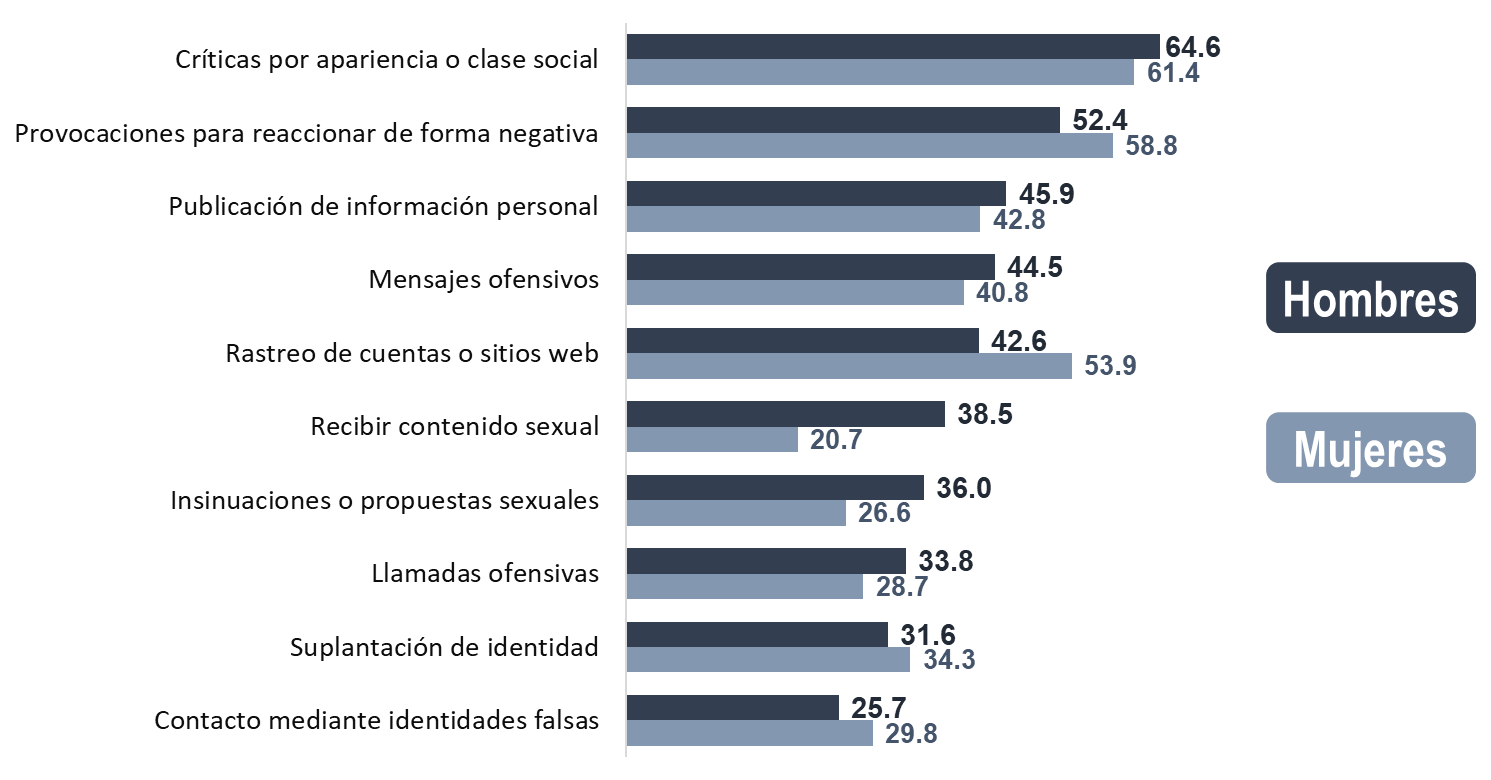 Críticas por apariencia o clase social
64.6
61.4
Provocaciones para reaccionar de forma negativa
52.4
58.8
Publicación de información personal
45.9
42.8
Mensajes ofensivos
44.5
40.8
Rastreo de cuentas o sitios web
42.6
53.9
Recibir contenido sexual
38.5
20.7
Insinuaciones o propuestas sexuales
36.0
26.6
Llamadas ofensivas
33.8
28.7
Suplantación de identidad
31.6
34.3
Contacto mediante identidades falsas
25.7
29.8
Hombres
Mujeres